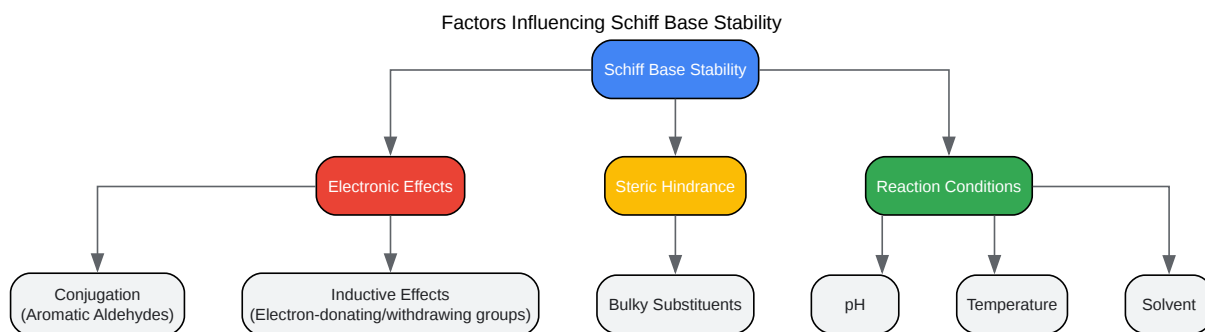 Factors Influencing Schiff Base Stability
Schiff Base Stability
Electronic Effects
Steric Hindrance
Reaction Conditions
Conjugation
(Aromatic Aldehydes)
Inductive Effects
(Electron-donating/withdrawing groups)
Bulky Substituents
pH
Temperature
Solvent